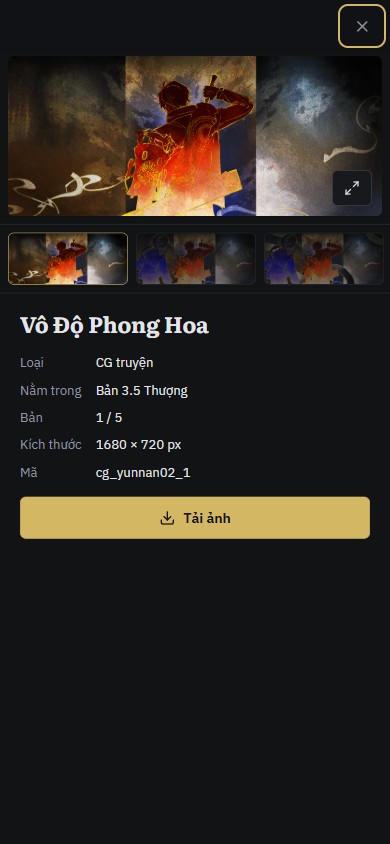 Vô Độ Phong Hoa
Loại CG truyện
Nằm trong Bản 3.5 Thượng
Bản 1 / 5
Kích thước 1680 × 720 px
Mã cg_yunnan02_1
Tải ảnh